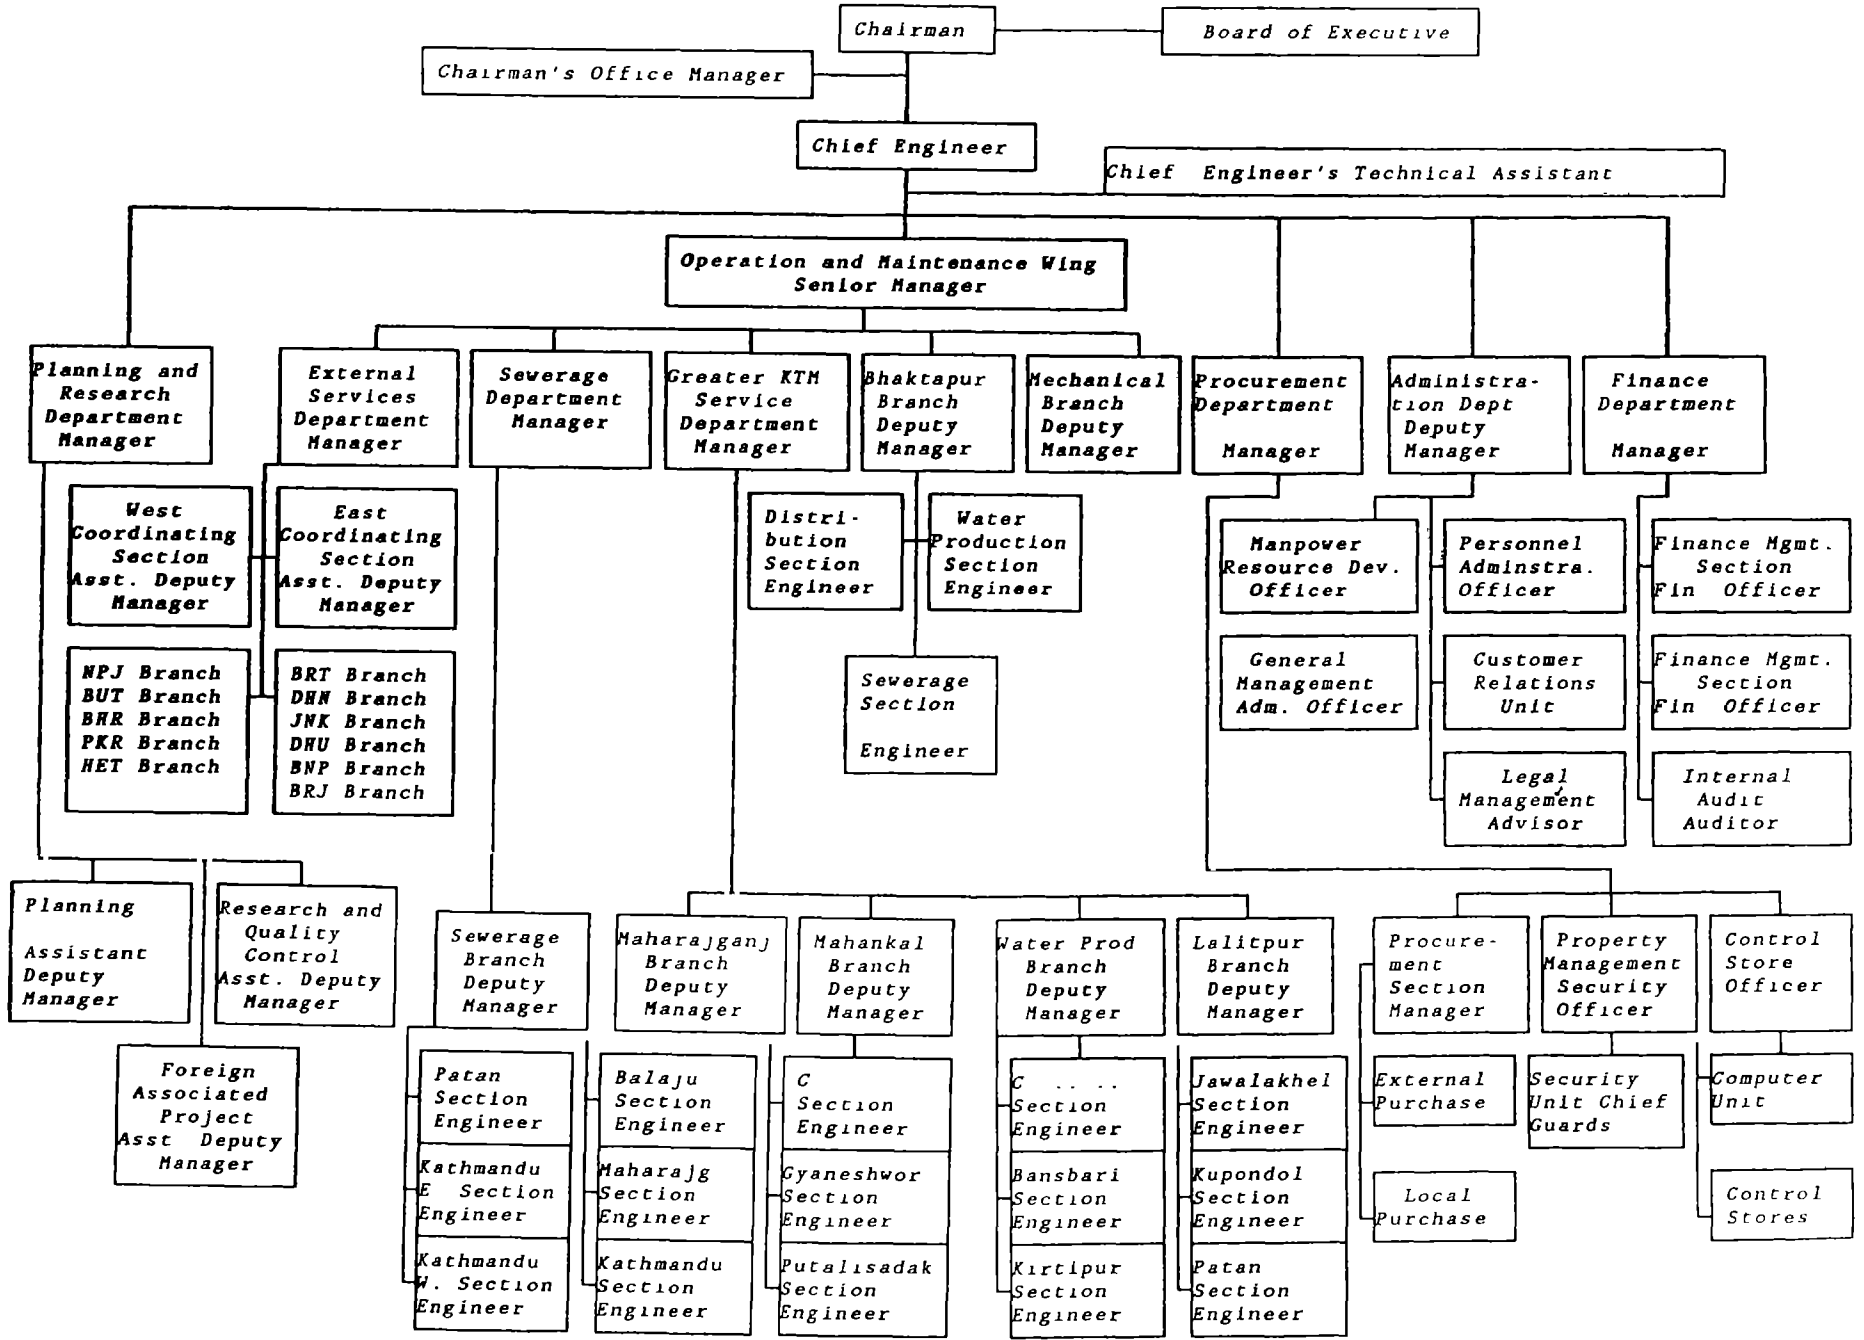 Chairman
Board of Executive
Chairman's Office Manager
Chief Engineer
Chief Engineer's Technical Assistant
Operation and Maintenance Wing
Senior Manager
Planning and
Research
Department
Manager
External
Services
Department
Manager
Sewerage
Department
Manager
Greater KTM
Service
Department
Manager
Bhaktapur
Branch
Deputy
Manager
Mechanical
Branch
Deputy
Manager
Procurement
Department
Manager
Administra-
tion Dept
Deputy
Manager
Finance
Department
Manager
West
Coordinating
Section
Asst. Deputy
Manager
East
Coordinating
Section
Asst. Deputy
Manager
Distri-
bution
Section
Engineer
Water
Production
Section
Engineer
Manpower
Resource Dev.
Officer
Personnel
Adminstra.
Officer
Finance Mgmt.
Section
Fin Officer
NPJ Branch
BUT Branch
BHR Branch
PKR Branch
HET Branch
BRT Branch
DHN Branch
JNK Branch
DHU Branch
BNP Branch
BRJ Branch
Sewerage
Section
Engineer
General
Management
Adm. Officer
Customer
Relations
Unit
Finance Mgmt.
Section
Fin Officer
Legal
Management
Advisor
Internal
Audit
Auditor
Planning
Assistant
Deputy
Manager
Research and
Quality
Control
Asst. Deputy
Manager
Foreign
Associated
Project
Asst Deputy
Manager
Sewerage
Branch
Deputy
Manager
Maharajganj
Branch
Deputy
Manager
Mahankal
Branch
Deputy
Manager
Water Prod
Branch
Deputy
Manager
Lalitpur
Branch
Deputy
Manager
Procure-
ment
Section
Manager
Property
Management
Security
Officer
Control
Store
Officer
Patan
Section
Engineer
Balaju
Section
Engineer
C
Section
Engineer
C .. ..
Section
Engineer
Jawalakhel
Section
Engineer
External
Purchase
Security
Unit Chief
Guards
Computer
Unit
Kathmandu
E Section
Engineer
Maharajg
Section
Engineer
Gyaneshwor
Section
Engineer
Bansbari
Section
Engineer
Kupondol
Section
Engineer
Local
Purchase
Control
Stores
Kathmandu
W. Section
Engineer
Kathmandu
Section
Engineer
Putalisadak
Section
Engineer
Kirtipur
Section
Engineer
Patan
Section
Engineer